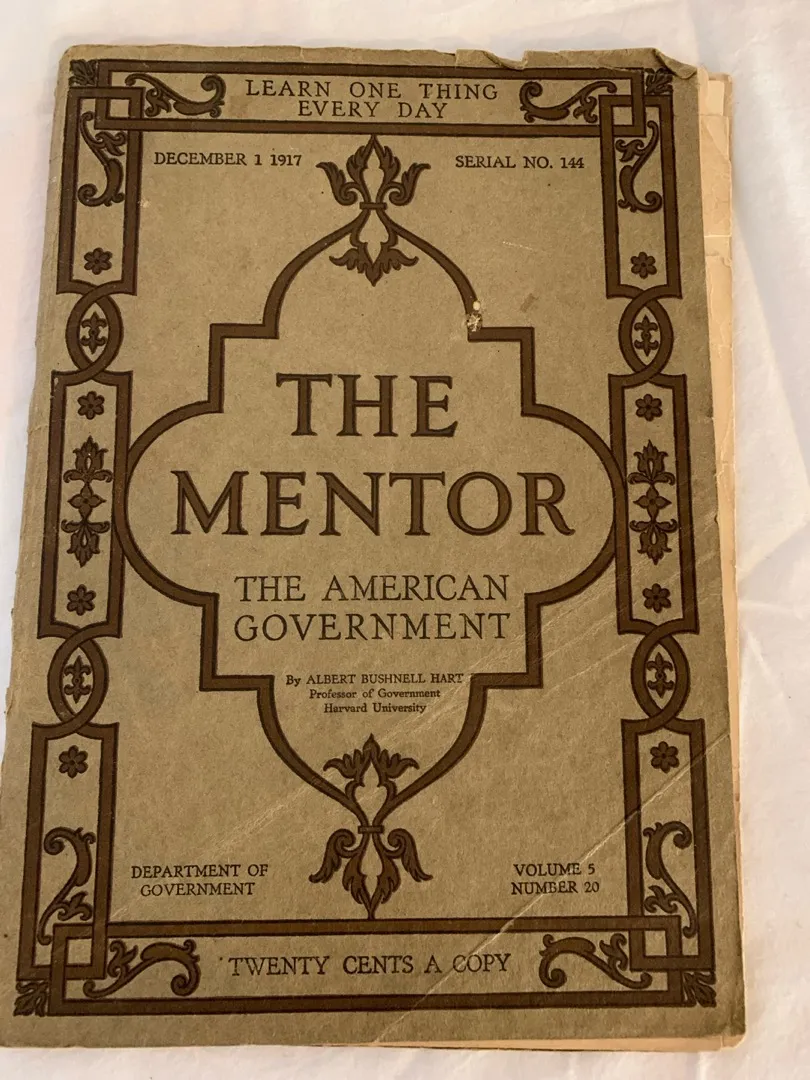 LEARN ONE THING
EVERY DAY
DECEMBER 1 1917
SERIAL NO. 144
THE
MENTOR
THE AMERICAN
GOVERNMENT
By ALBERT BUSHNELL HART
Professor of Government
Harvard University
DEPARTMENT OF
GOVERNMENT
VOLUME 5
NUMBER 20
TWENTY CENTS A COPY